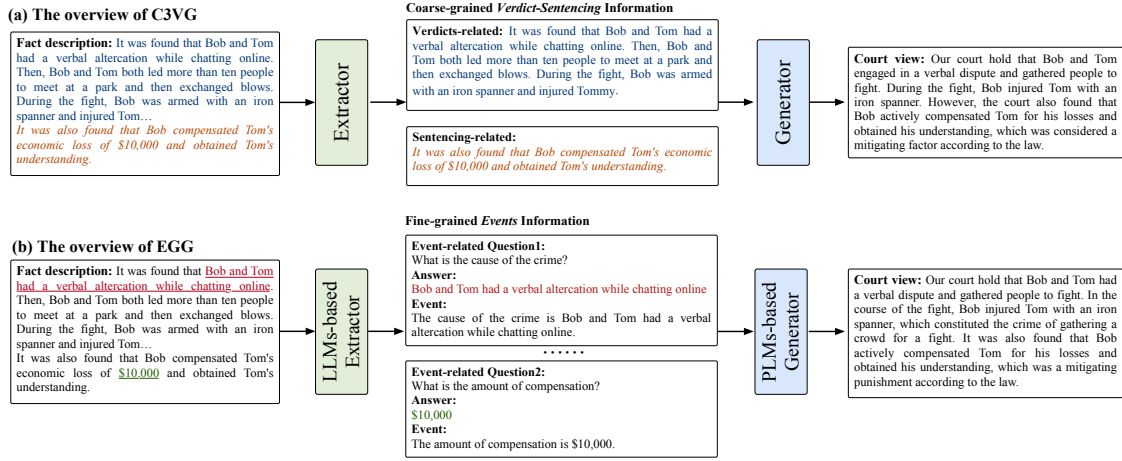 (a) The overview of C3VG
Fact description: It was found that Bob and Tom
had a verbal altercation while chatting online.
Then, Bob and Tom both led more than ten people
to meet at a park and then exchanged blows.
During the fight, Bob was armed with an iron
spanner and injured Tom…
It was also found that Bob compensated Tom's
economic loss of $10,000 and obtained Tom's
understanding.
Extractor
Coarse-grained Verdict-Sentencing Information
Verdicts-related: It was found that Bob and Tom had a
verbal altercation while chatting online. Then, Bob and
Tom both led more than ten people to meet at a park and
then exchanged blows. During the fight, Bob was armed
with an iron spanner and injured Tommy.
Sentencing-related:
It was also found that Bob compensated Tom's economic
loss of $10,000 and obtained Tom's understanding.
Generator
Court view: Our court hold that Bob and Tom
engaged in a verbal dispute and gathered people to
fight. During the fight, Bob injured Tom with an
iron spanner. However, the court also found that
Bob actively compensated Tom for his losses and
obtained his understanding, which was considered a
mitigating factor according to the law.
(b) The overview of EGG
Fact description: It was found that Bob and Tom
had a verbal altercation while chatting online.
Then, Bob and Tom both led more than ten people
to meet at a park and then exchanged blows.
During the fight, Bob was armed with an iron
spanner and injured Tom…
It was also found that Bob compensated Tom's
economic loss of $10,000 and obtained Tom's
understanding.
LLMs-based
Extractor
Fine-grained Events Information
Event-related Question1:
What is the cause of the crime?
Answer:
Bob and Tom had a verbal altercation while chatting online
Event:
The cause of the crime is Bob and Tom had a verbal
altercation while chatting online.
......
Event-related Question2:
What is the amount of compensation?
Answer:
$10,000
Event:
The amount of compensation is $10,000.
PLMs-based
Generator
Court view: Our court hold that Bob and Tom had
a verbal dispute and gathered people to fight. In the
course of the fight, Bob injured Tom with an iron
spanner, which constituted the crime of gathering a
crowd for a fight. It was also found that Bob
actively compensated Tom for his losses and
obtained his understanding, which was a mitigating
punishment according to the law.